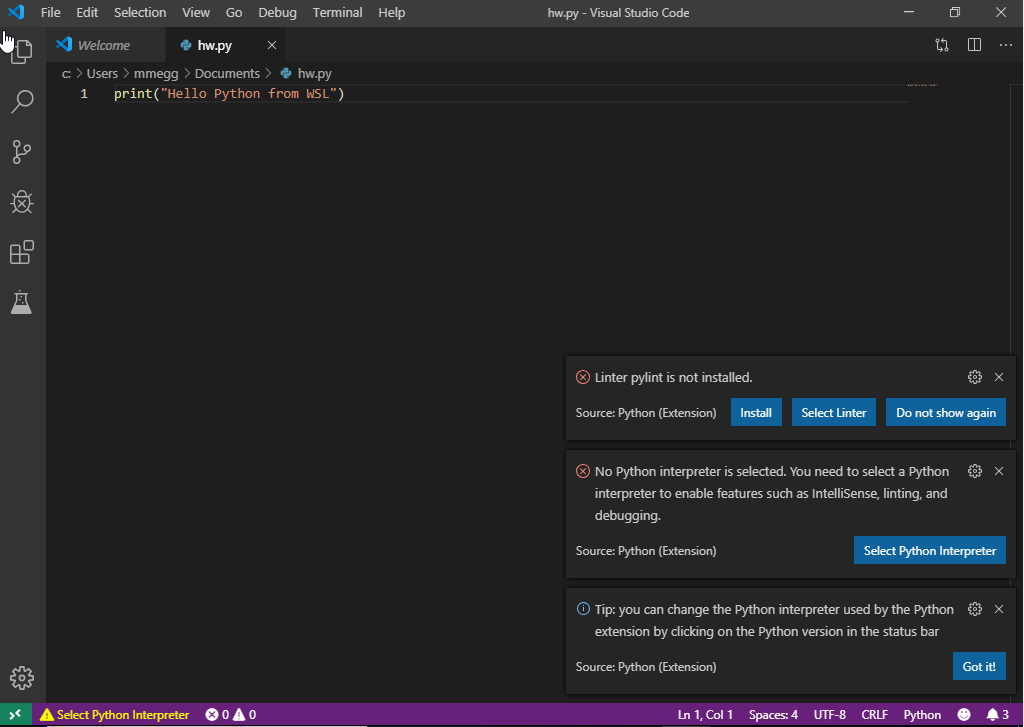 File Edit Selection View Go Debug Terminal Help hw.py - Visual Studio Code
Welcome hw.py
C: > Users > mmegg > Documents > hw.py
1 print("Hello Python from WSL")
Linter pylint is not installed.
Source: Python (Extension) Install Select Linter Do not show again
No Python interpreter is selected. You need to select a Python
interpreter to enable features such as IntelliSense, linting, and
debugging.
Source: Python (Extension) Select Python Interpreter
Tip: you can change the Python interpreter used by the Python
extension by clicking on the Python version in the status bar
Source: Python (Extension) Got it!
Select Python Interpreter 0 0 Ln 1, Col 1 Spaces: 4 UTF-8 CRLF Python 3